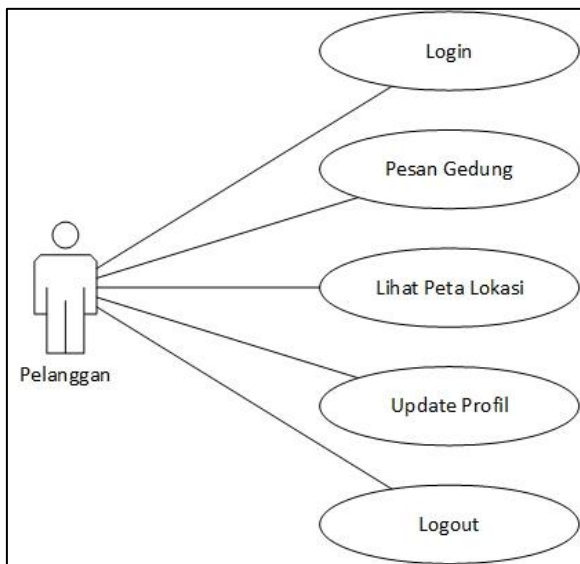 Login
Pesan Gedung
Lihat Peta Lokasi
Pelanggan
Update Profil
Logout